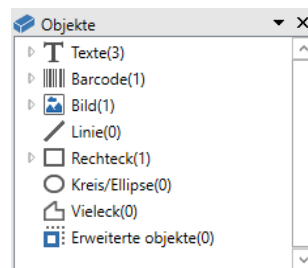 Objekte
Texte(3)
Barcode(1)
Bild(1)
Linie(0)
Rechteck(1)
Kreis/Ellipse(0)
Vieleck(0)
Erweiterte objekte(0)